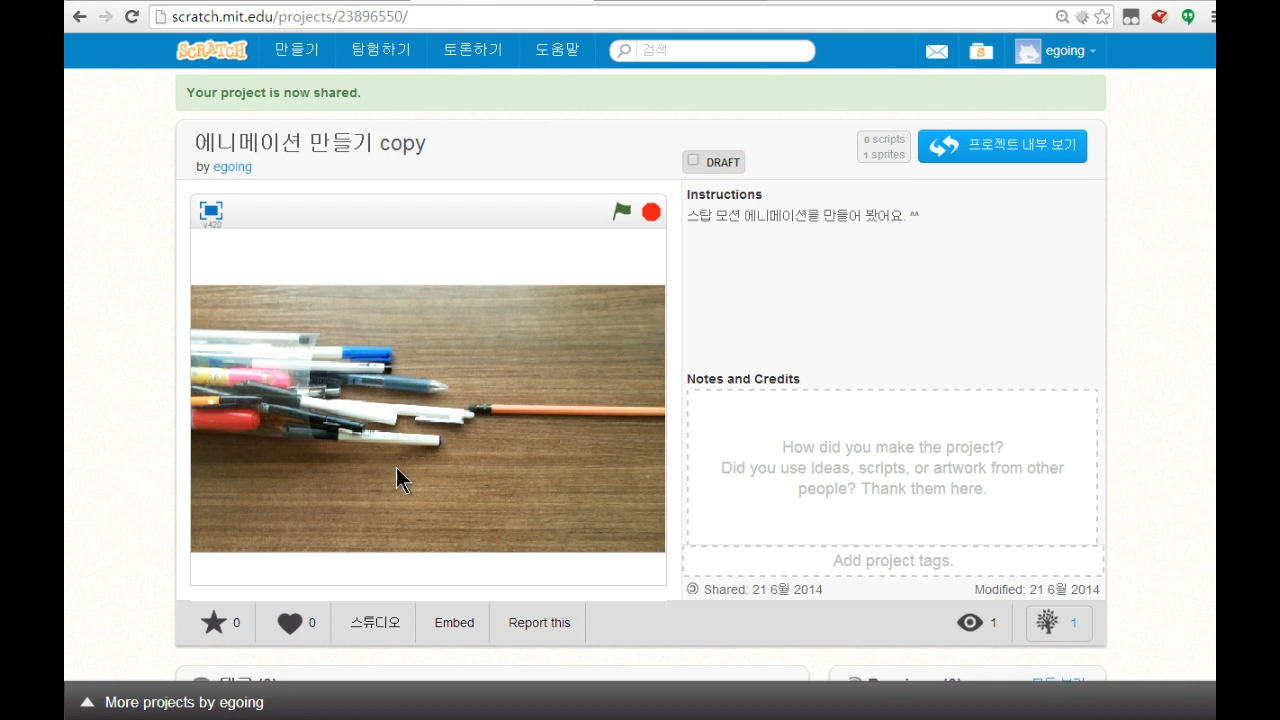 scratch.mit.edu/projects/23896550/
SCRATCH 만들기 탐험하기 토론하기 도움말 검색 egoing
Your project is now shared.
에니메이션 만들기 copy
by egoing
DRAFT
0 scripts
1 sprites
프로젝트 내부 보기
v420
Instructions
스탑 모션 에니메이션을 만들어 봤어요. ^^
Notes and Credits
How did you make the project?
Did you use ideas, scripts, or artwork from other
people? Thank them here.
Add project tags.
Shared: 21 6월 2014 Modified: 21 6월 2014
0 0 스튜디오 Embed Report this 1 1
More projects by egoing